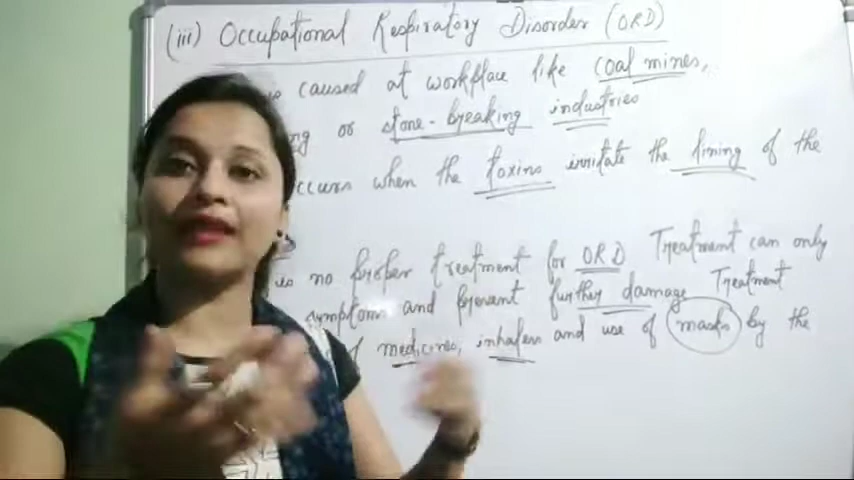 (iii) Occupational Respiratory Disorder (ORD)
caused at workplace like coal mines,
or stone-breaking industries
when the toxins irritate the lining of the
no proper treatment for ORD Treatment can only
symptoms and prevent further damage Treatment
medicines, inhalers and use of masks by the